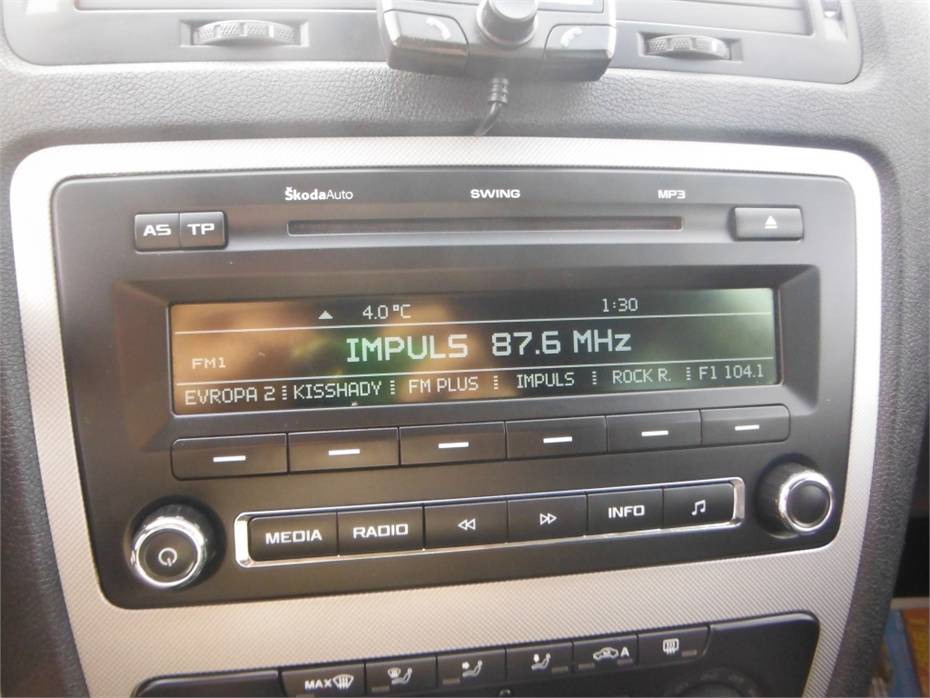 ŠkodaAuto SWING MP3
AS TP
4.0°C 1:30
FM1 IMPULS 87.6 MHz
EVROPA 2 KISSHADY FM PLUS IMPULS ROCK R. F1 104.1
MEDIA RADIO INFO
MAX A